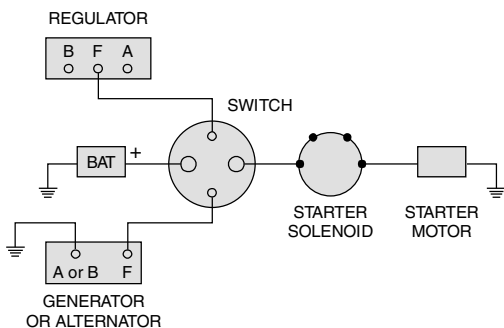 REGULATOR
B F A
SWITCH
BAT +
STARTER
SOLENOID
STARTER
MOTOR
A or B F
GENERATOR
OR ALTERNATOR